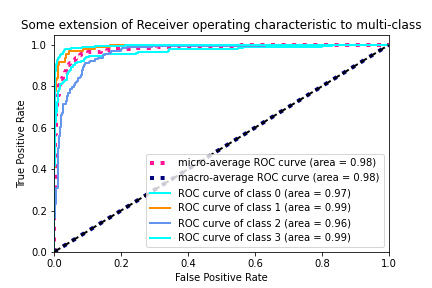 Some extension of Receiver operating characteristic to multi-class
1.0
0.8
0.6
0.4
0.2
0.0
True Positive Rate
micro-average ROC curve (area = 0.98)
macro-average ROC curve (area = 0.98)
ROC curve of class 0 (area = 0.97)
ROC curve of class 1 (area = 0.99)
ROC curve of class 2 (area = 0.96)
ROC curve of class 3 (area = 0.99)
0.0 0.2 0.4 0.6 0.8 1.0
False Positive Rate